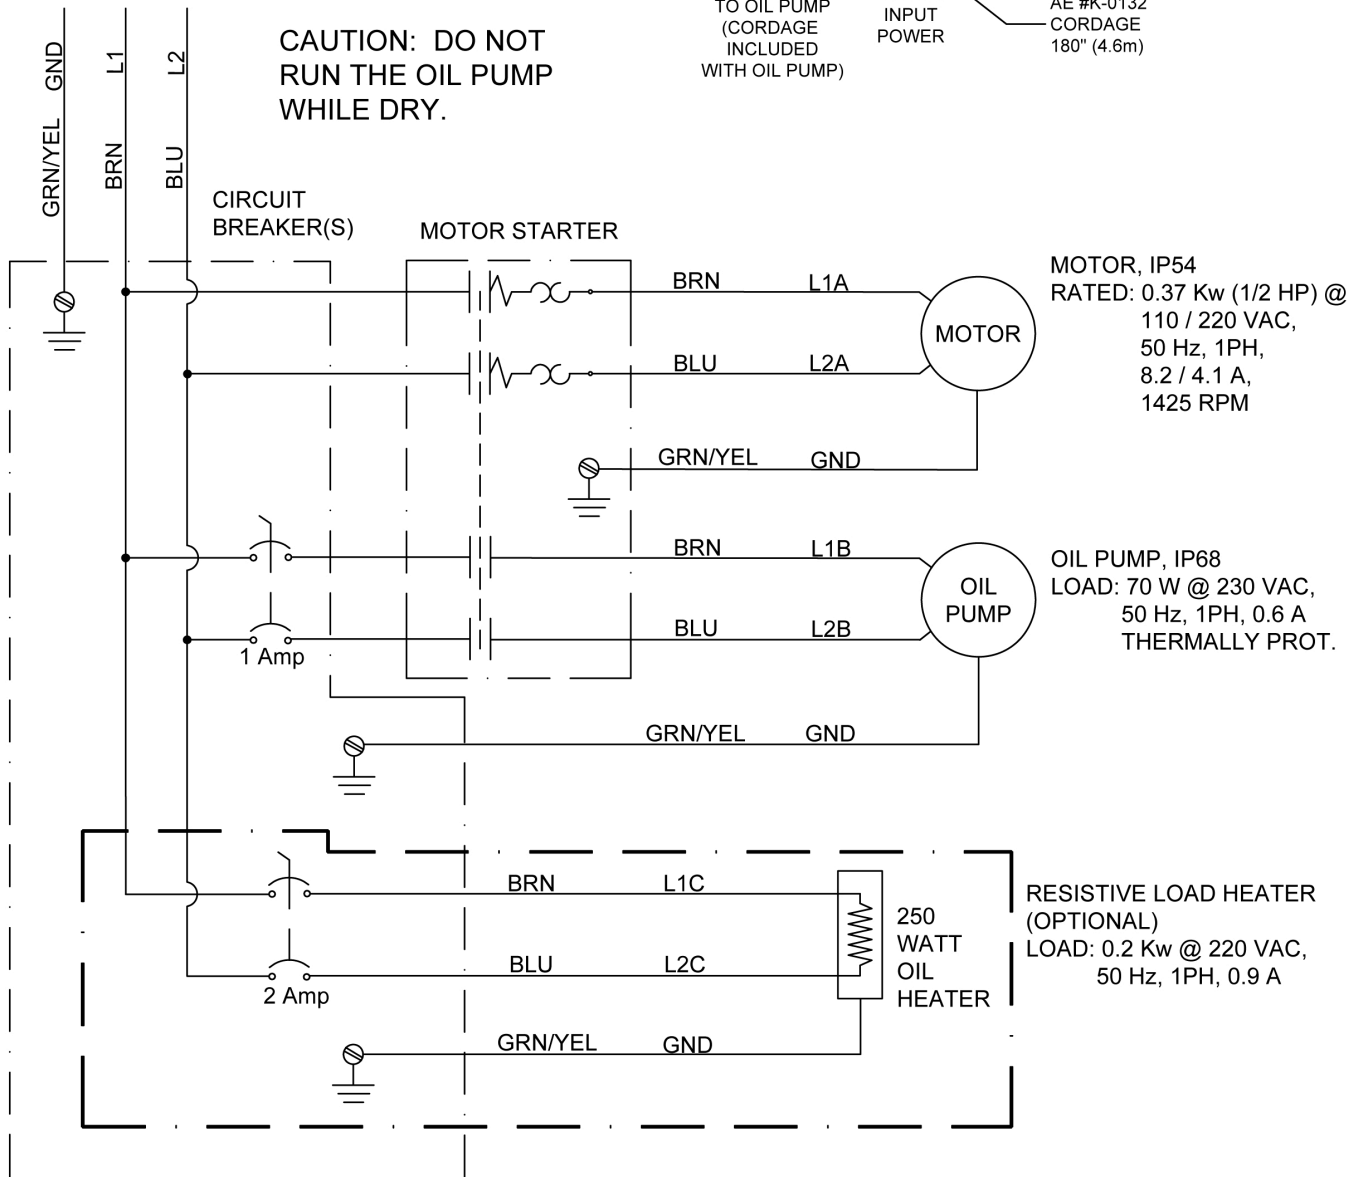 TO OIL PUMP
(CORDAGE
INCLUDED
WITH OIL PUMP)
INPUT
POWER
AE #K-0132
CORDAGE
180" (4.6m)
GND
L1
L2
GRN/YEL
BRN
BLU
CAUTION: DO NOT
RUN THE OIL PUMP
WHILE DRY.
CIRCUIT
BREAKER(S)
MOTOR STARTER
BRN L1A
BLU L2A
GRN/YEL GND
MOTOR
MOTOR, IP54
RATED: 0.37 Kw (1/2 HP) @
110 / 220 VAC,
50 Hz, 1PH,
8.2 / 4.1 A,
1425 RPM
BRN L1B
BLU L2B
1 Amp
OIL
PUMP
OIL PUMP, IP68
LOAD: 70 W @ 230 VAC,
50 Hz, 1PH, 0.6 A
THERMALLY PROT.
GRN/YEL GND
BRN L1C
BLU L2C
2 Amp
GRN/YEL GND
250
WATT
OIL
HEATER
RESISTIVE LOAD HEATER
(OPTIONAL)
LOAD: 0.2 Kw @ 220 VAC,
50 Hz, 1PH, 0.9 A